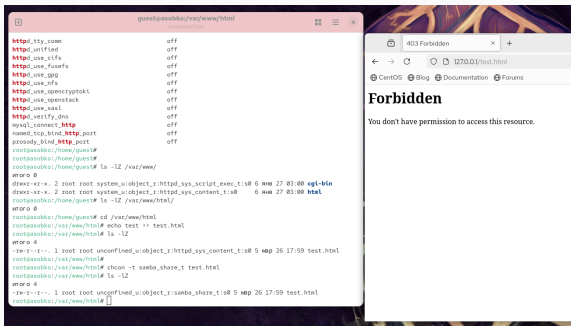 guest@asobko:/var/www/html
/var/www/html
httpd_tty_comm off
httpd_unified off
httpd_use_cifs off
httpd_use_fusefs off
httpd_use_gpg off
httpd_use_nfs off
httpd_use_opencryptoki off
httpd_use_openstack off
httpd_use_sasl off
httpd_verify_dns off
mysql_connect_http off
named_tcp_bind_http_port off
prosody_bind_http_port off
root@asobko:/home/guest#
root@asobko:/home/guest#
root@asobko:/home/guest# ls -lZ /var/www/
итого 0
drwxr-xr-x. 2 root root system_u:object_r:httpd_sys_script_exec_t:s0 6 янв 27 03:00 cgi-bin
drwxr-xr-x. 2 root root system_u:object_r:httpd_sys_content_t:s0 6 янв 27 03:00 html
root@asobko:/home/guest# ls -lZ /var/www/html/
итого 0
root@asobko:/home/guest# cd /var/www/html
root@asobko:/var/www/html# echo test >> test.html
root@asobko:/var/www/html# ls -lZ
итого 4
-rw-r--r--. 1 root root unconfined_u:object_r:httpd_sys_content_t:s0 5 мар 26 17:59 test.html
root@asobko:/var/www/html#
root@asobko:/var/www/html# chcon -t samba_share_t test.html
root@asobko:/var/www/html# ls -lZ
итого 4
-rw-r--r--. 1 root root unconfined_u:object_r:samba_share_t:s0 5 мар 26 17:59 test.html
root@asobko:/var/www/html#
403 Forbidden
127.0.0.1/test.html
CentOS Blog Documentation Forums
Forbidden
You don't have permission to access this resource.